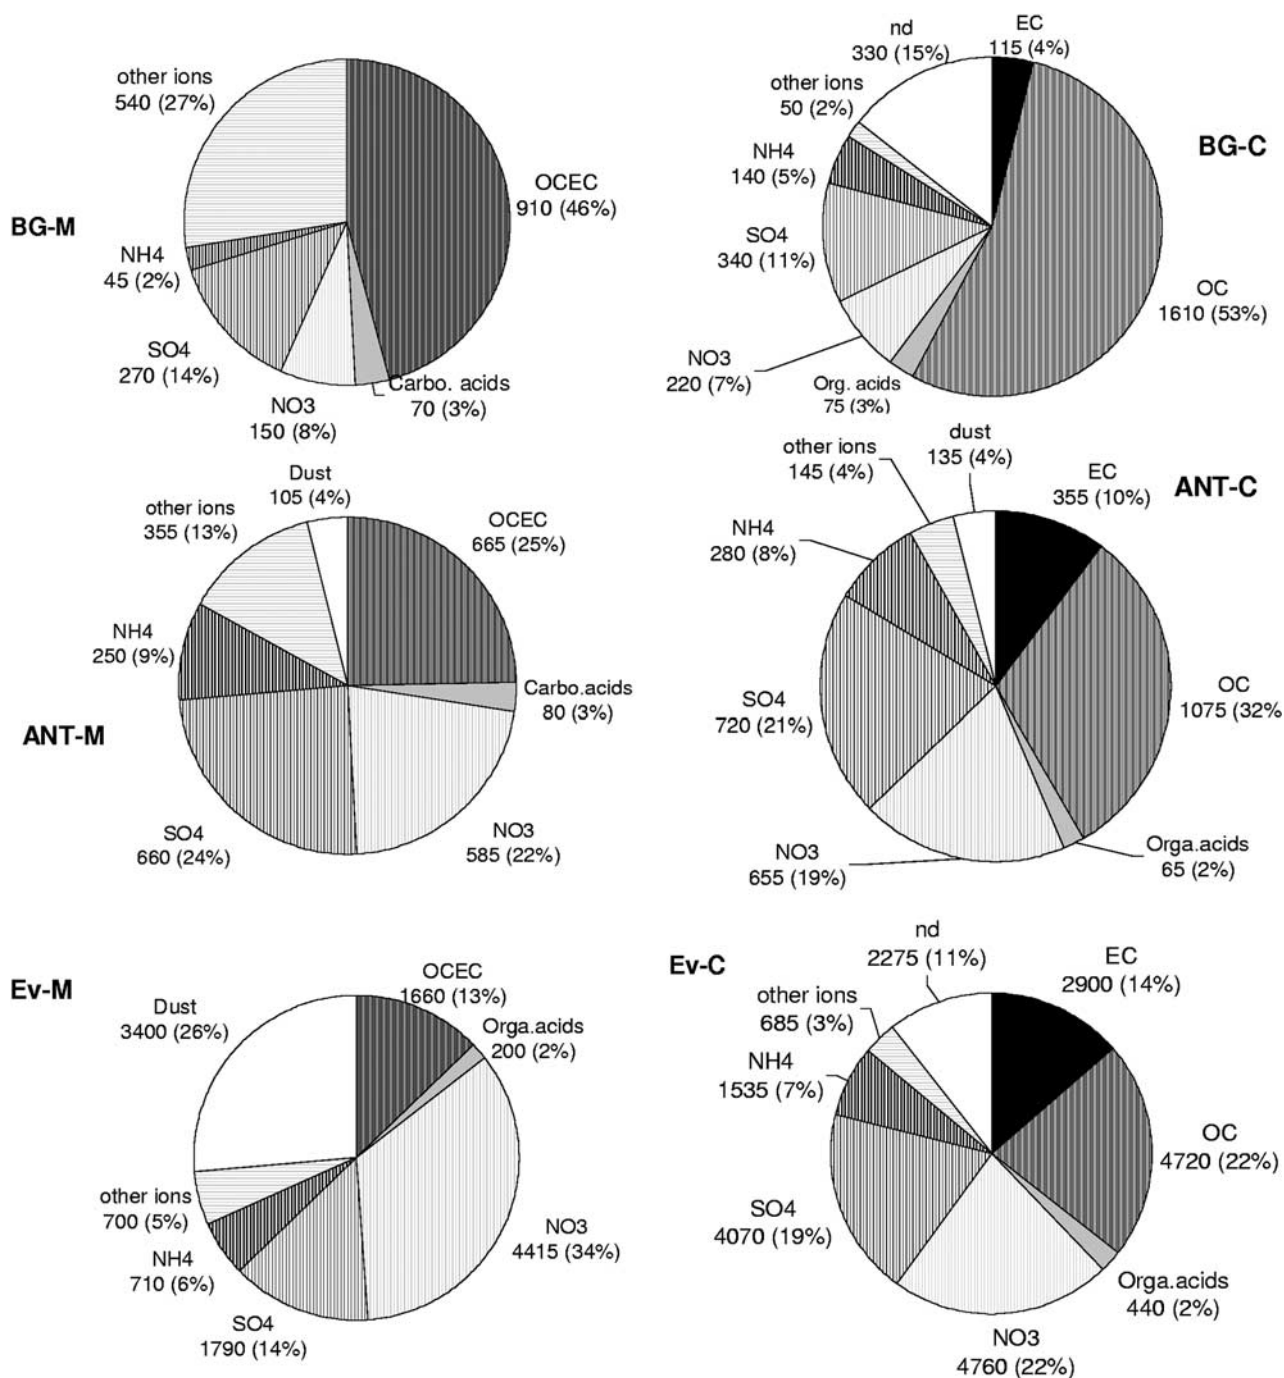 BG-M
other ions
540 (27%)
OCEC
910 (46%)
NH4
45 (2%)
SO4
270 (14%)
NO3
150 (8%)
Carbo. acids
70 (3%)
BG-C
nd
330 (15%)
EC
115 (4%)
other ions
50 (2%)
NH4
140 (5%)
SO4
340 (11%)
OC
1610 (53%)
NO3
220 (7%)
Org. acids
75 (3%)
ANT-M
Dust
105 (4%)
other ions
355 (13%)
OCEC
665 (25%)
NH4
250 (9%)
Carbo.acids
80 (3%)
SO4
660 (24%)
NO3
585 (22%)
ANT-C
other ions
145 (4%)
dust
135 (4%)
EC
355 (10%)
NH4
280 (8%)
SO4
720 (21%)
OC
1075 (32%
NO3
655 (19%)
Orga.acids
65 (2%)
Ev-M
OCEC
1660 (13%)
Dust
3400 (26%)
Orga.acids
200 (2%)
other ions
700 (5%)
NH4
710 (6%)
NO3
4415 (34%)
SO4
1790 (14%)
Ev-C
nd
2275 (11%)
EC
2900 (14%)
other ions
685 (3%)
NH4
1535 (7%)
OC
4720 (22%)
SO4
4070 (19%)
Orga.acids
440 (2%)
NO3
4760 (22%)